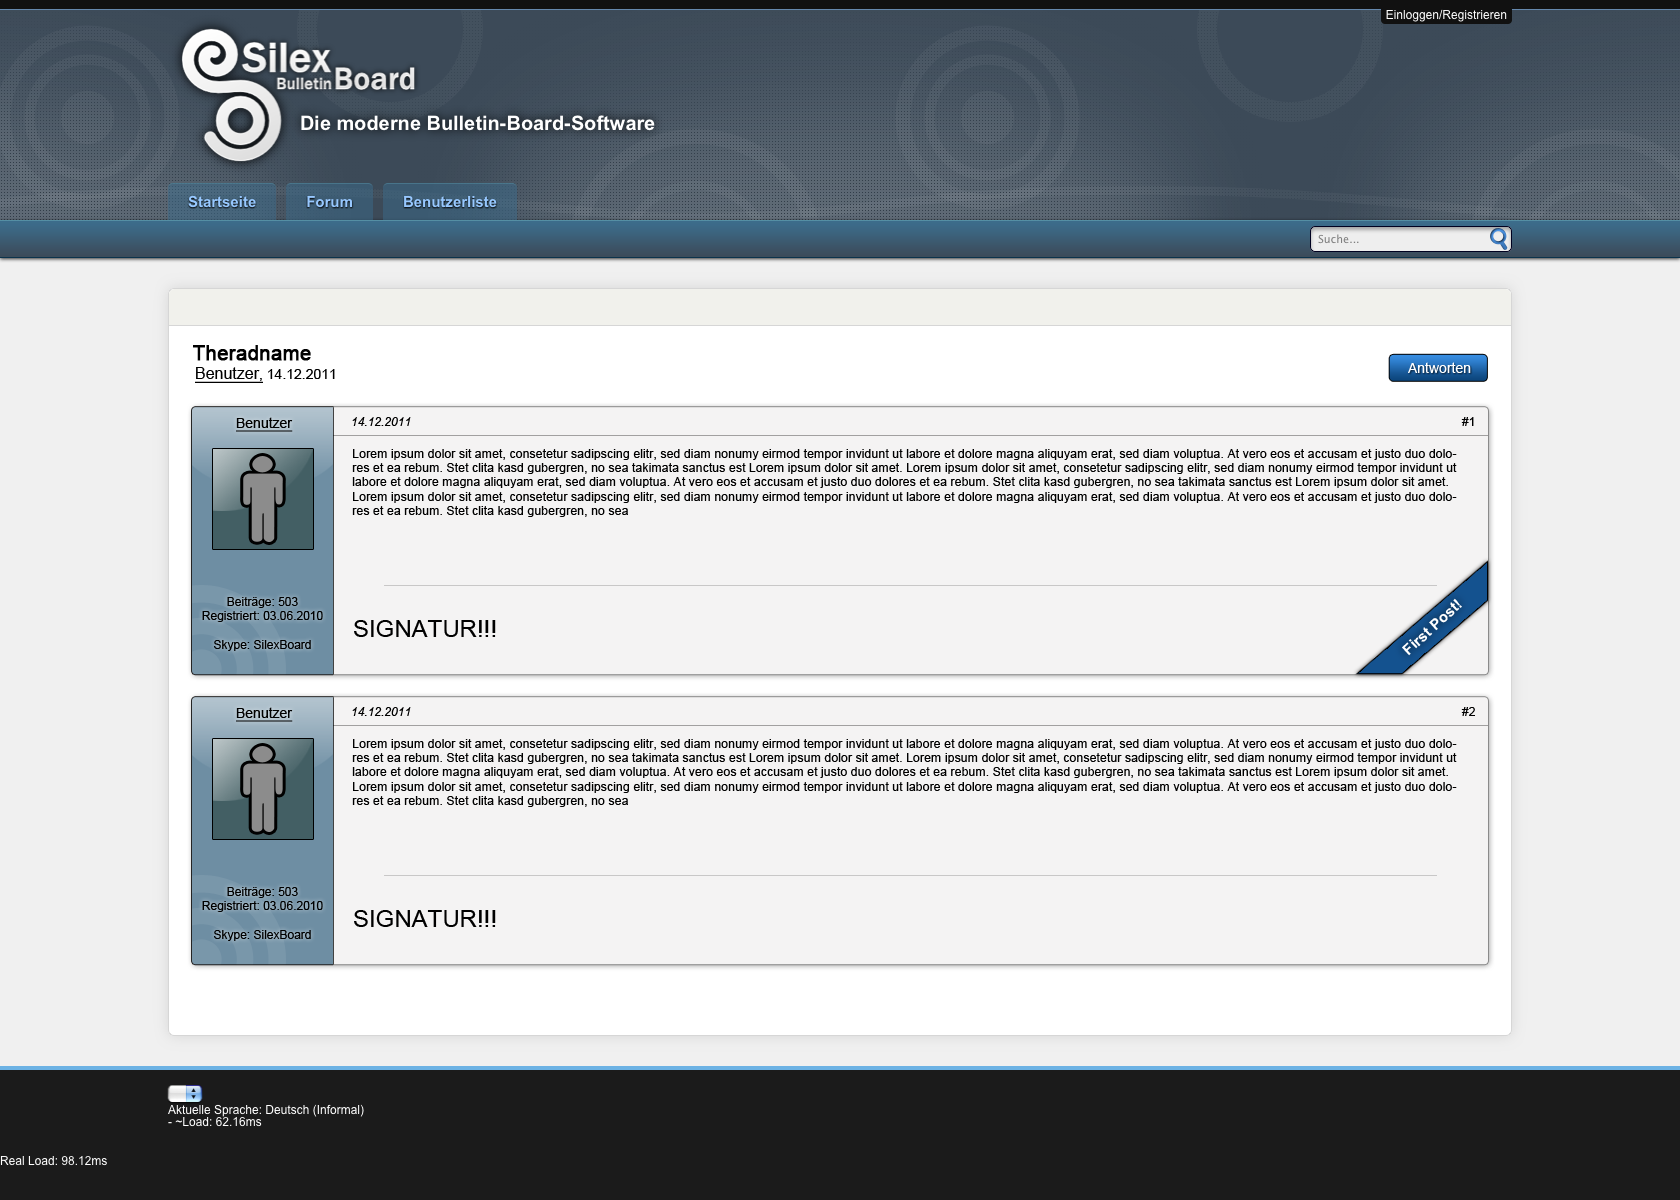 Einloggen/Registrieren
Silex
Bulletin Board
Die moderne Bulletin-Board-Software
Startseite Forum Benutzerliste
Suche...
Theradname
Benutzer, 14.12.2011
Antworten
Benutzer
14.12.2011 #1
Lorem ipsum dolor sit amet, consetetur sadipscing elitr, sed diam nonumy eirmod tempor invidunt ut labore et dolore magna aliquyam erat, sed diam voluptua. At vero eos et accusam et justo duo dolo-
res et ea rebum. Stet clita kasd gubergren, no sea takimata sanctus est Lorem ipsum dolor sit amet. Lorem ipsum dolor sit amet, consetetur sadipscing elitr, sed diam nonumy eirmod tempor invidunt ut
labore et dolore magna aliquyam erat, sed diam voluptua. At vero eos et accusam et justo duo dolores et ea rebum. Stet clita kasd gubergren, no sea takimata sanctus est Lorem ipsum dolor sit amet.
Lorem ipsum dolor sit amet, consetetur sadipscing elitr, sed diam nonumy eirmod tempor invidunt ut labore et dolore magna aliquyam erat, sed diam voluptua. At vero eos et accusam et justo duo dolo-
res et ea rebum. Stet clita kasd gubergren, no sea
Beiträge: 503
Registriert: 03.06.2010
Skype: SilexBoard
SIGNATUR!!!
First Post!
Benutzer
14.12.2011 #2
Lorem ipsum dolor sit amet, consetetur sadipscing elitr, sed diam nonumy eirmod tempor invidunt ut labore et dolore magna aliquyam erat, sed diam voluptua. At vero eos et accusam et justo duo dolo-
res et ea rebum. Stet clita kasd gubergren, no sea takimata sanctus est Lorem ipsum dolor sit amet. Lorem ipsum dolor sit amet, consetetur sadipscing elitr, sed diam nonumy eirmod tempor invidunt ut
labore et dolore magna aliquyam erat, sed diam voluptua. At vero eos et accusam et justo duo dolores et ea rebum. Stet clita kasd gubergren, no sea takimata sanctus est Lorem ipsum dolor sit amet.
Lorem ipsum dolor sit amet, consetetur sadipscing elitr, sed diam nonumy eirmod tempor invidunt ut labore et dolore magna aliquyam erat, sed diam voluptua. At vero eos et accusam et justo duo dolo-
res et ea rebum. Stet clita kasd gubergren, no sea
Beiträge: 503
Registriert: 03.06.2010
Skype: SilexBoard
SIGNATUR!!!
Aktuelle Sprache: Deutsch (Informal)
- ~Load: 62.16ms
Real Load: 98.12ms